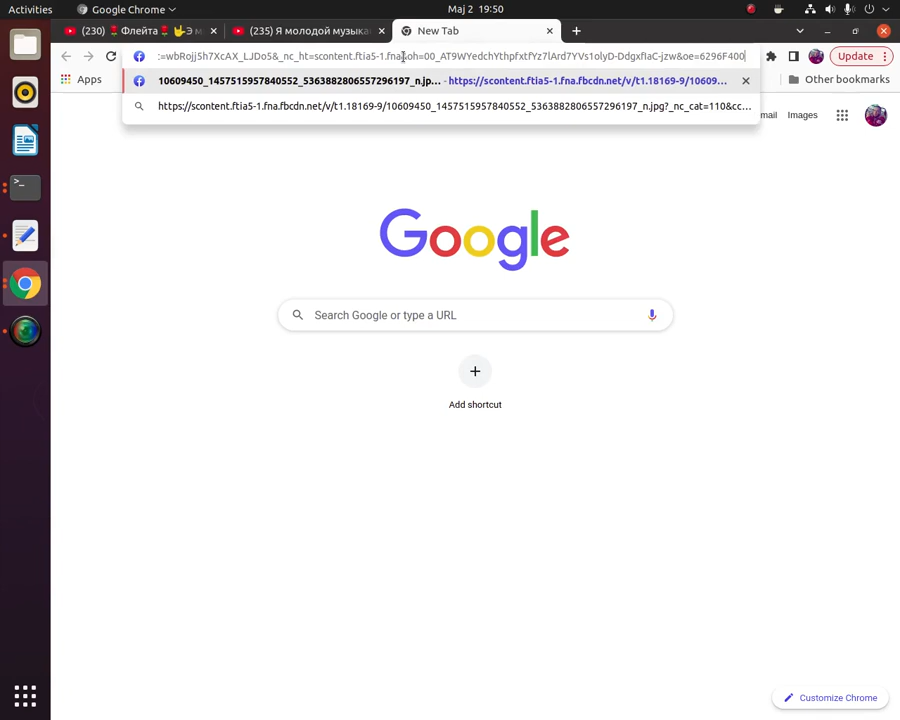 Activities
Google Chrome
Maj 2 19:50
(230) 🌹Флейта🌹 🤟Э м
(235) Я молодой музыка
New Tab
:=wbRojj5h7XcAX_LJDo5&_nc_ht=scontent.ftia5-1.fna&oh=00_AT9WYedchYthpfxtfYz7lArd7YVs1olyD-DdgxfIaC-jzw&oe=6296F400
Update
Apps
10609450_1457515957840552_5363882806557296197_n.jp... - https://scontent.ftia5-1.fna.fbcdn.net/v/t1.18169-9/10609...
Other bookmarks
https://scontent.ftia5-1.fna.fbcdn.net/v/t1.18169-9/10609450_1457515957840552_5363882806557296197_n.jpg?_nc_cat=110&cc...
mail
Images
Google
Search Google or type a URL
Add shortcut
Customize Chrome